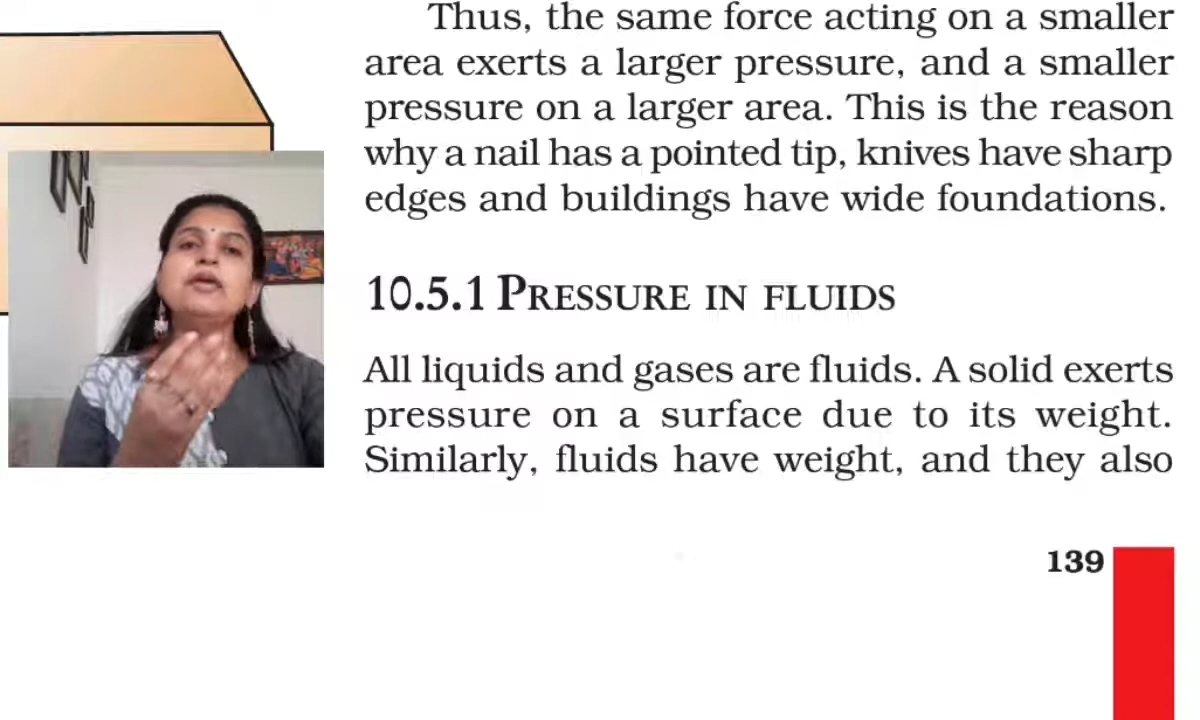 Thus, the same force acting on a smaller
area exerts a larger pressure, and a smaller
pressure on a larger area. This is the reason
why a nail has a pointed tip, knives have sharp
edges and buildings have wide foundations.
10.5.1 PRESSURE IN FLUIDS
All liquids and gases are fluids. A solid exerts
pressure on a surface due to its weight.
Similarly, fluids have weight, and they also
139